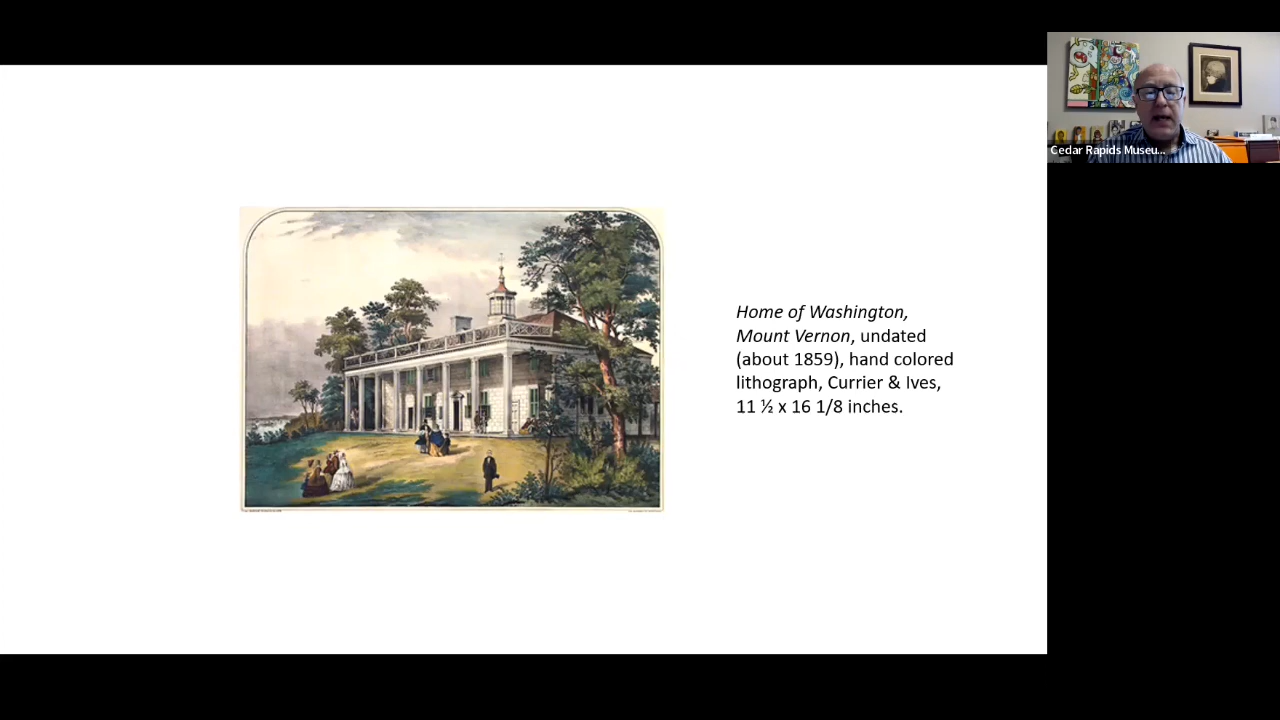 Cedar Rapids Museu...
Home of Washington,
Mount Vernon, undated
(about 1859), hand colored
lithograph, Currier & Ives,
11 ½ x 16 1/8 inches.